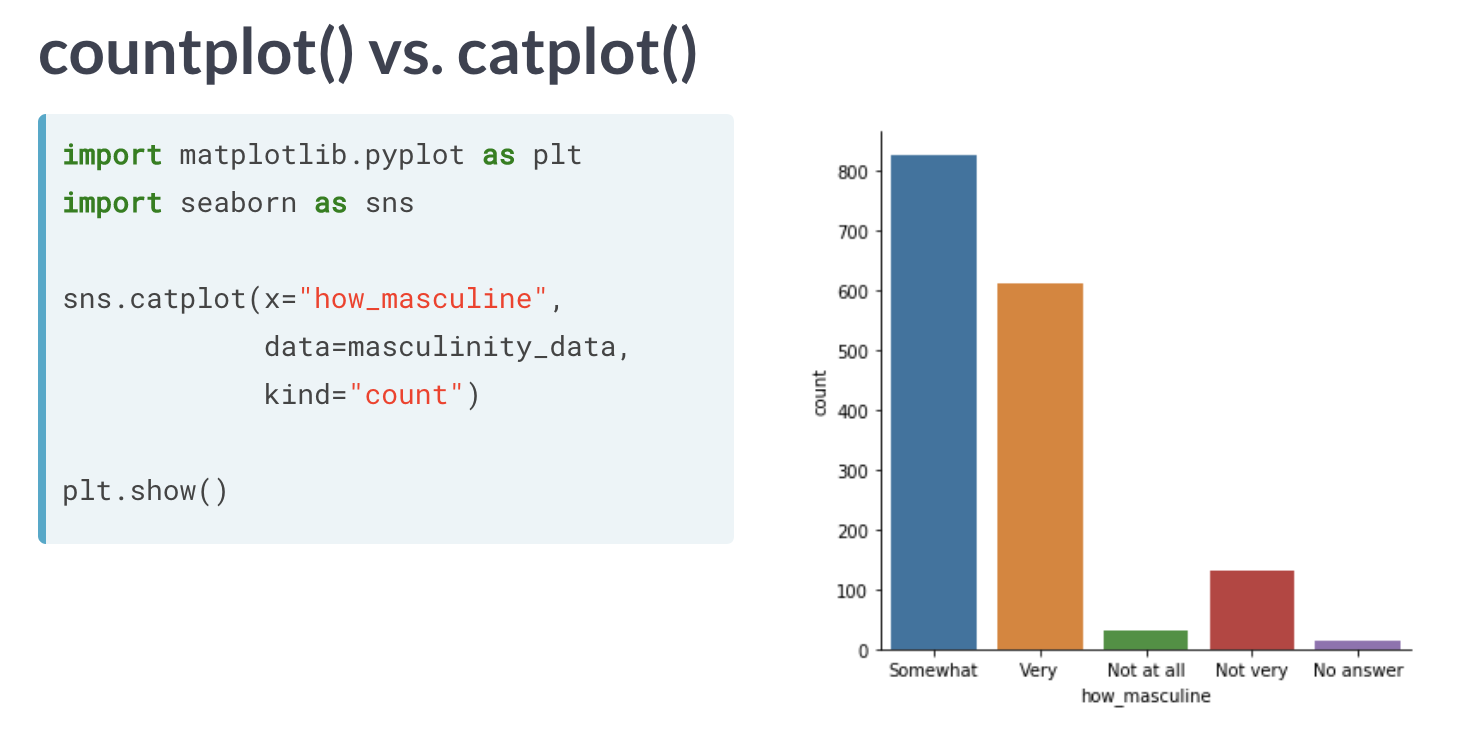 countplot() vs. catplot()
import matplotlib.pyplot as plt
import seaborn as sns
sns.catplot(x="how_masculine",
data=masculinity_data,
kind="count")
plt.show()
800
700
600
500
400
300
200
100
0
count
Somewhat Very Not at all Not very No answer
how_masculine